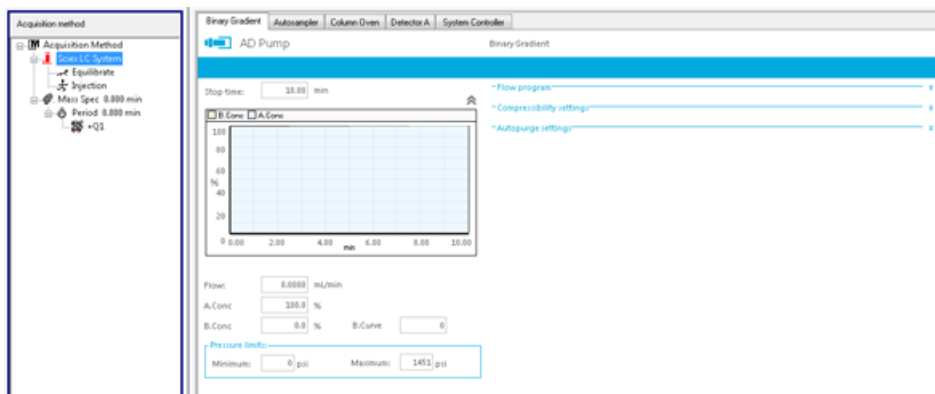 Acquisition method
Acquisition Method
Sciex LC System
Equilibrate
Injection
Mass Spec 0.000 min
Period 0.000 min
+Q1
Binary Gradient
Autosampler
Column Oven
Detector A
System Controller
AD Pump
Binary Gradient
Stop time: 10.00 min
B.Conc A.Conc
100
80
60
%
40
20
0
0.00 2.00 4.00 6.00 8.00 10.00
min
Flow: 0.0000 mL/min
A.Conc 100.0 %
B.Conc 0.0 % B.Curve 0
Pressure limits:
Minimum: 0 psi Maximum: 1451 psi
Flow program
Compressibility settings
Autopurge settings